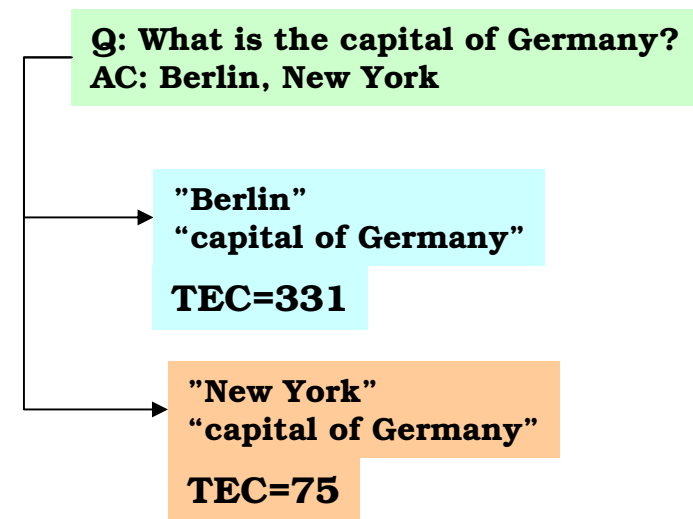 Q: What is the capital of Germany?
AC: Berlin, New York
”Berlin”
“capital of Germany”
TEC=331
”New York”
“capital of Germany”
TEC=75